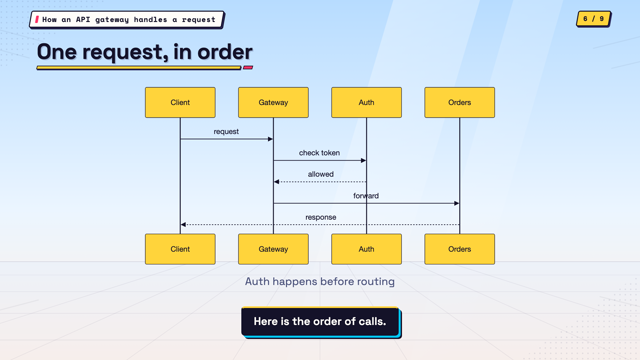 How an API gateway handles a request
6 / 9
One request, in order
Client
Gateway
Auth
Orders
request
check token
allowed
forward
response
Client
Gateway
Auth
Orders
Auth happens before routing
Here is the order of calls.